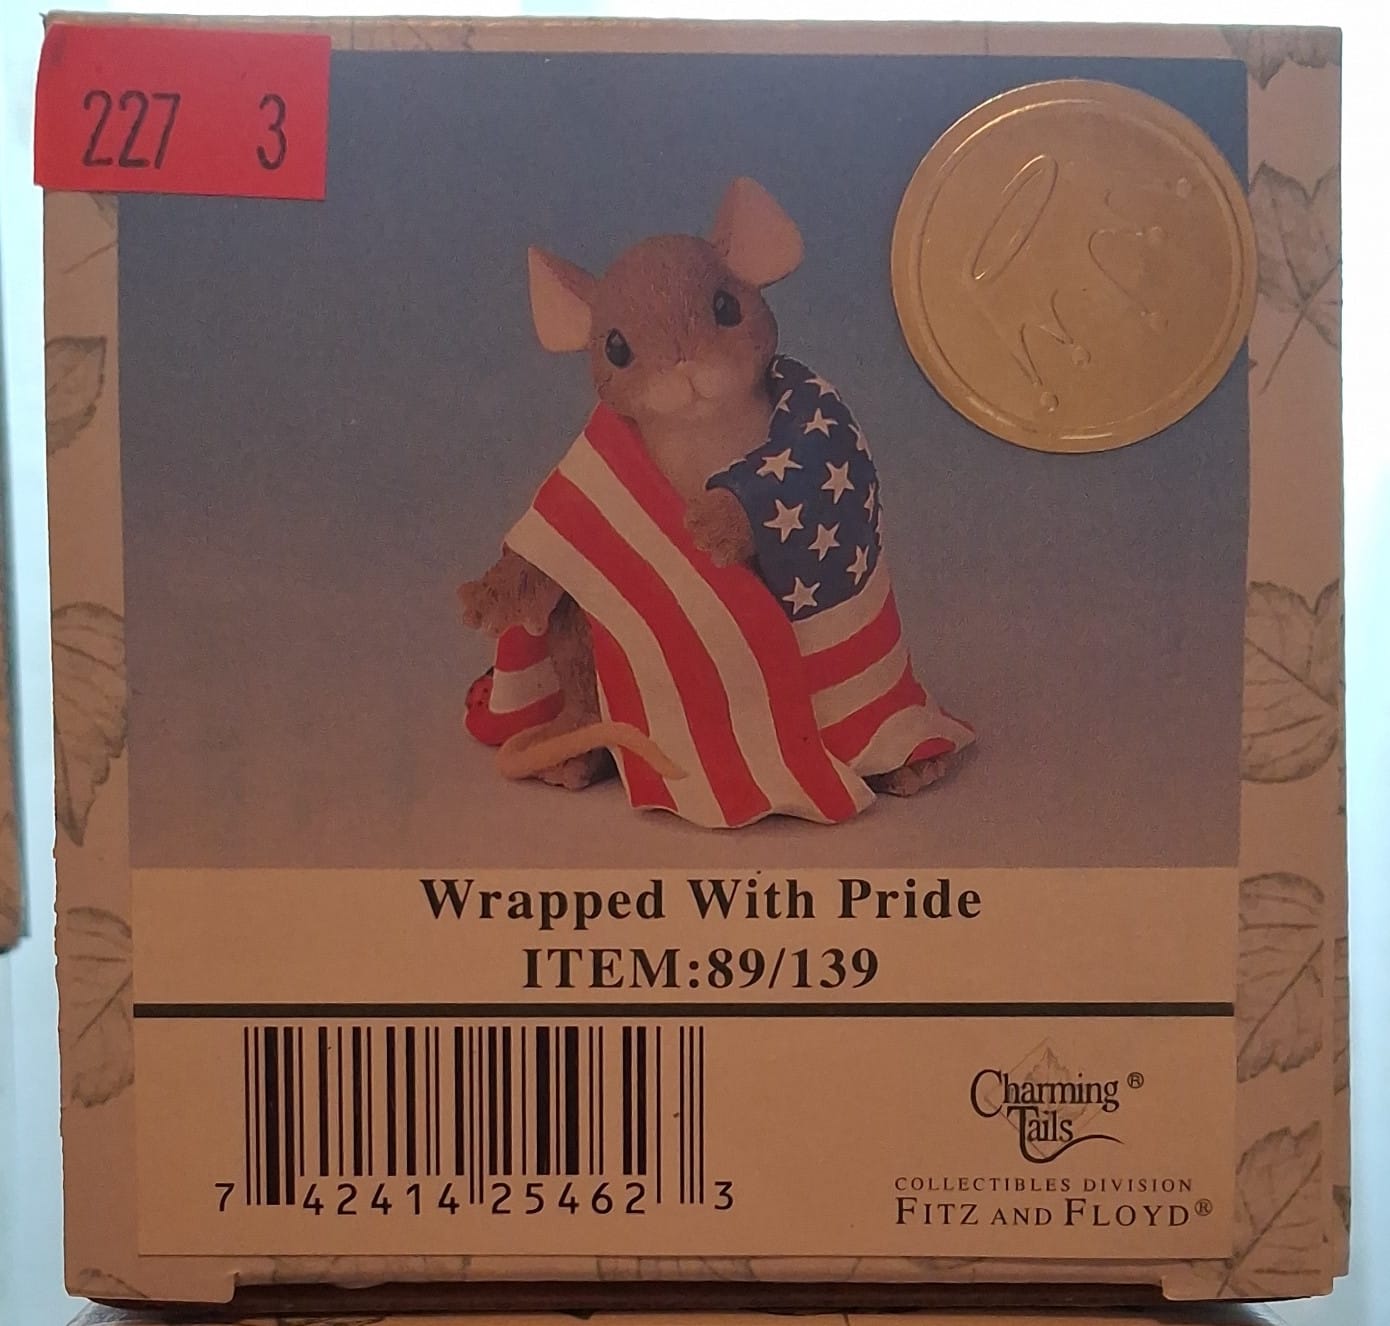 227 3
Wrapped With Pride
ITEM:89/139
7 42414 25462 3
Charming ®
Tails
COLLECTIBLES DIVISION
FITZ AND FLOYD®